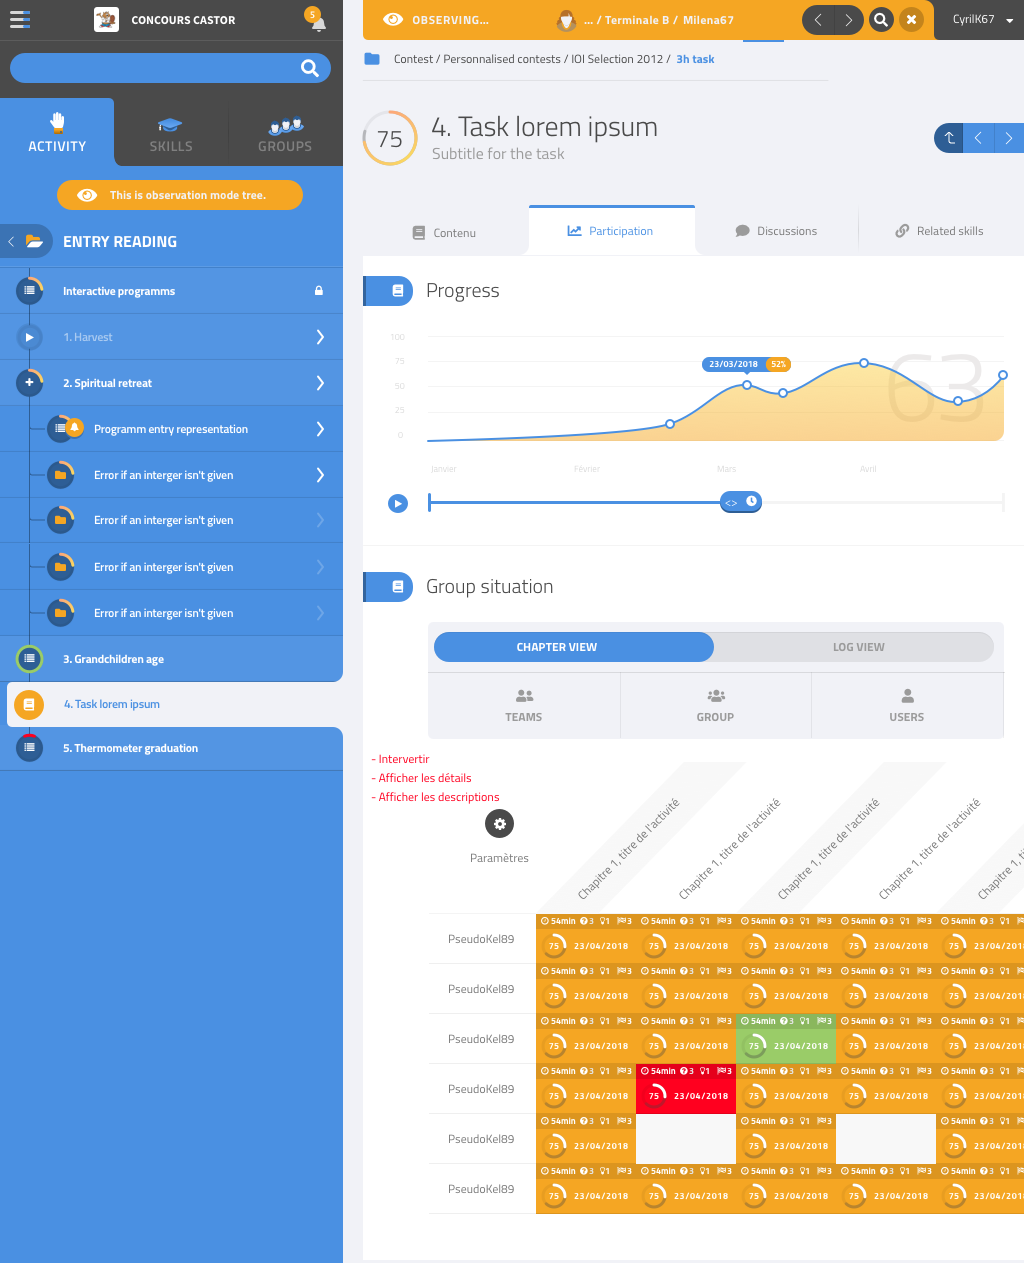 CONCOURS CASTOR
5
OBSERVING...
... / Terminale B / Milena67
CyrilK67
Contest / Personnalised contests / IOI Selection 2012 / 3h task
ACTIVITY
SKILLS
GROUPS
This is observation mode tree.
ENTRY READING
Interactive programms
1. Harvest
2. Spiritual retreat
Programm entry representation
Error if an interger isn't given
Error if an interger isn't given
Error if an interger isn't given
Error if an interger isn't given
3. Grandchildren age
4. Task lorem ipsum
5. Thermometer graduation
75
4. Task lorem ipsum
Subtitle for the task
Contenu
Participation
Discussions
Related skills
Progress
100
75
50
25
0
23/03/2018 52%
63
Janvier
Février
Mars
Avril
<>
Group situation
CHAPTER VIEW
LOG VIEW
TEAMS
GROUP
USERS
- Intervertir
- Afficher les détails
- Afficher les descriptions
Paramètres
Chapitre 1, titre de l'activité
Chapitre 1, titre de l'activité
Chapitre 1, titre de l'activité
Chapitre 1, titre de l'activité
Chapitre 1, titre
54min 3 1 3 54min 3 1 3 54min 3 1 3 54min 3 1 3 54min 3 1
PseudoKel89
75 23/04/2018 75 23/04/2018 75 23/04/2018 75 23/04/2018 75 23/04/201
54min 3 1 3 54min 3 1 3 54min 3 1 3 54min 3 1 3 54min 3 1
PseudoKel89
75 23/04/2018 75 23/04/2018 75 23/04/2018 75 23/04/2018 75 23/04/201
54min 3 1 3 54min 3 1 3 54min 3 1 3 54min 3 1 3 54min 3 1
PseudoKel89
75 23/04/2018 75 23/04/2018 75 23/04/2018 75 23/04/2018 75 23/04/201
54min 3 1 3 54min 3 1 3 54min 3 1 3 54min 3 1 3 54min 3 1
PseudoKel89
75 23/04/2018 75 23/04/2018 75 23/04/2018 75 23/04/2018 75 23/04/201
54min 3 1 3 54min 3 1 3 54min 3 1
PseudoKel89
75 23/04/2018 75 23/04/2018 75 23/04/201
54min 3 1 3 54min 3 1 3 54min 3 1 3 54min 3 1 3 54min 3 1
PseudoKel89
75 23/04/2018 75 23/04/2018 75 23/04/2018 75 23/04/2018 75 23/04/201